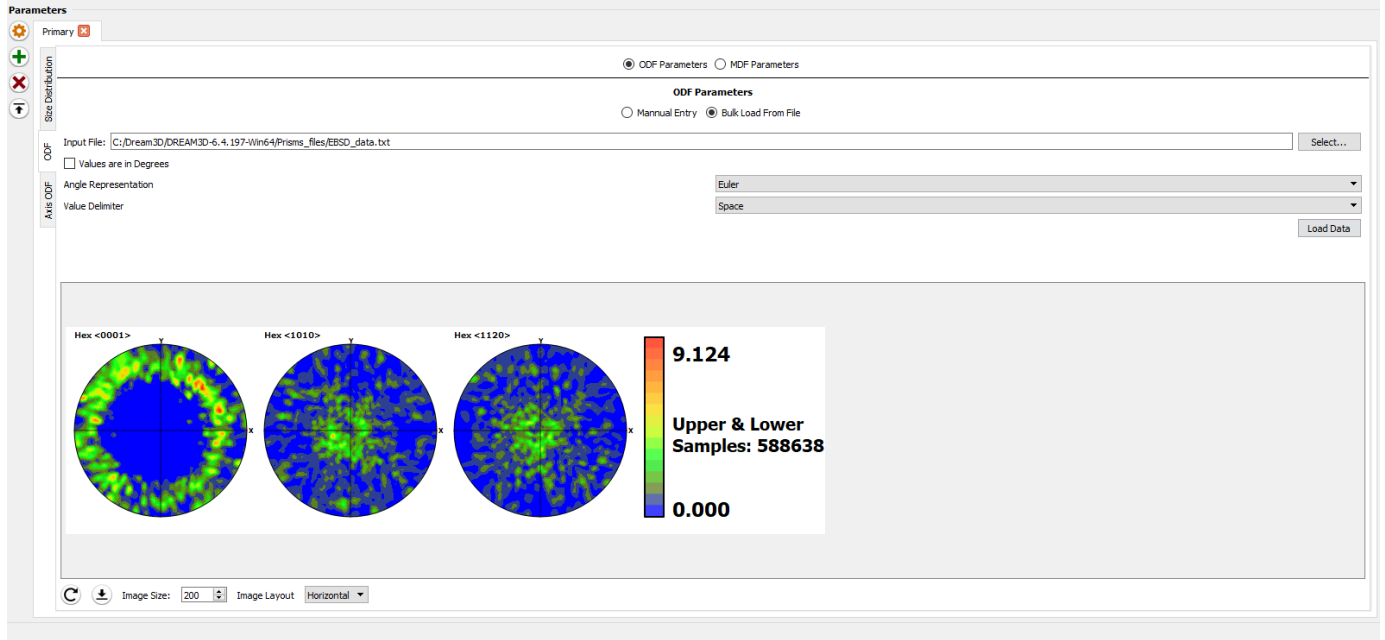 Parameters
Primary
Size Distribution
ODF
Axis ODF
ODF Parameters MDF Parameters
ODF Parameters
Mannual Entry Bulk Load From File
Input File: C:/Dream3D/DREAM3D-6.4.197-Win64/Prisms_files/EBSD_data.txt Select...
Values are in Degrees
Angle Representation Euler
Value Delimiter Space
Load Data
Hex <0001> Hex <1010> Hex <1120>
Y Y Y
X X X
9.124
Upper & Lower
Samples: 588638
0.000
Image Size: 200 Image Layout Horizontal